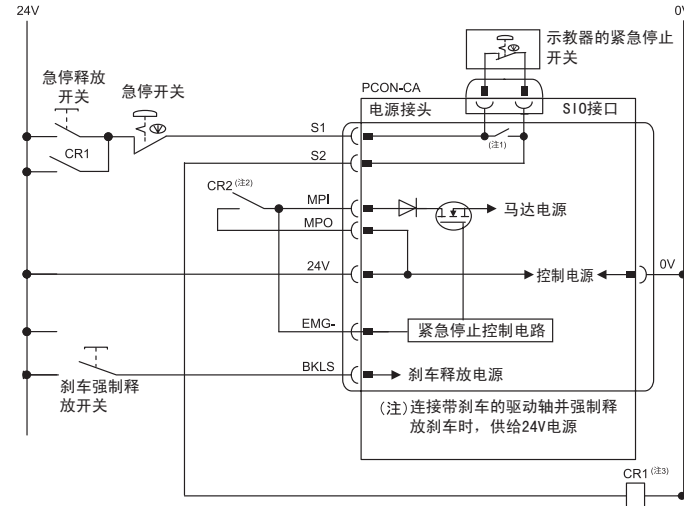 24V
0V
示教器的紧急停止
开关
急停释放
开关
急停开关
PCON-CA
电源接头
SIO接口
S1
(注1)
CR1
S2
CR2(注2)
MPI
马达电源
MPO
24V
控制电源
0V
EMG-
紧急停止控制电路
BKLS
刹车释放电源
刹车强制释
放开关
(注)连接带刹车的驱动轴并强制释
放刹车时，供给24V电源
CR1(注3)